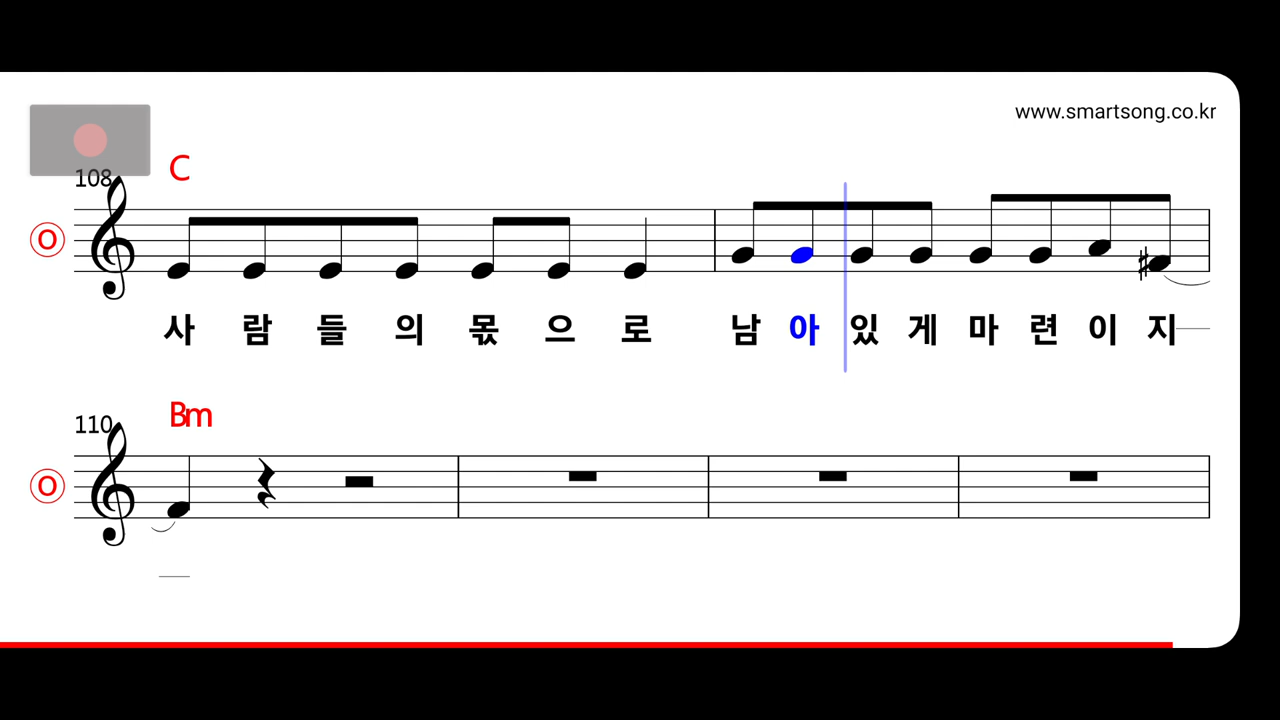 www.smartsong.co.kr
108
C
O
사 람 들 의 몫 으 로 남 아 있 게 마 련 이 지
110
Bm
O